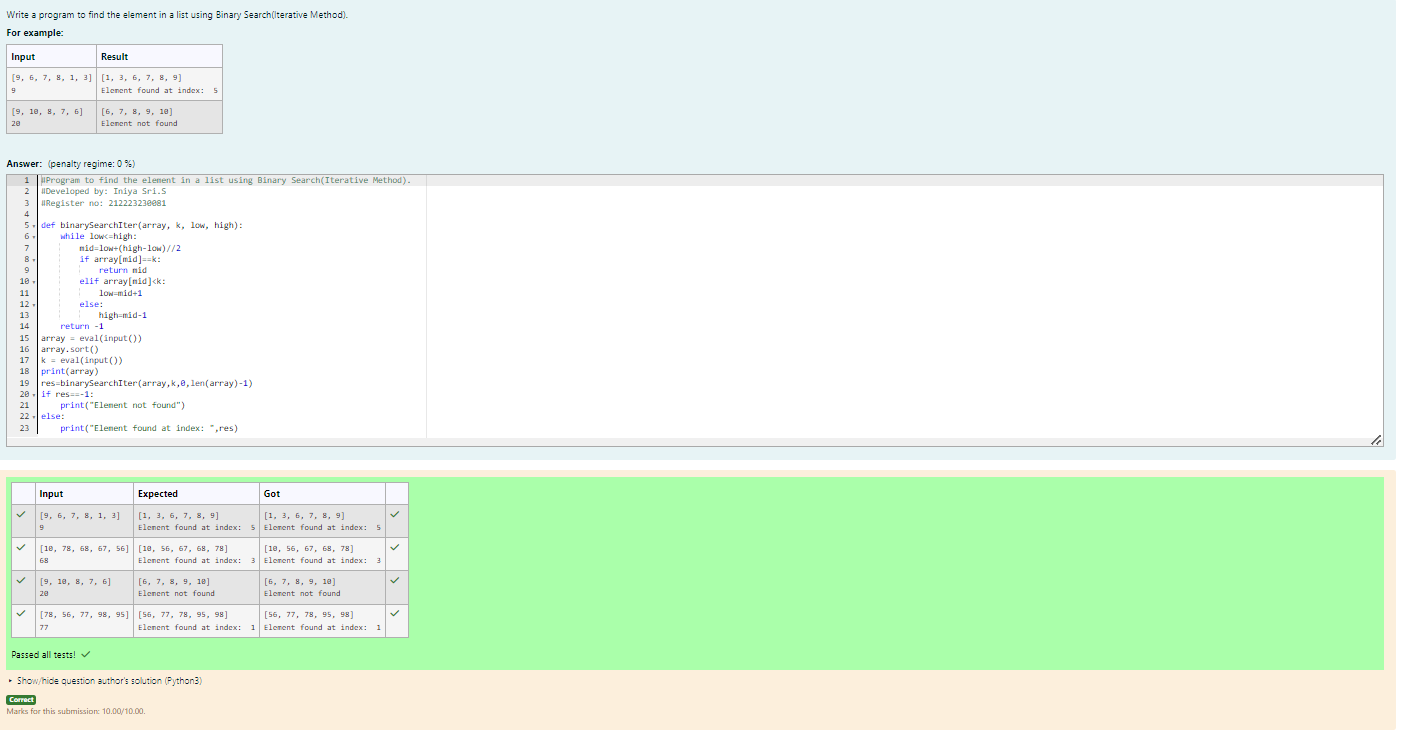 Write a program to find the element in a list using Binary Search(Iterative Method).
For example:
Input Result
[9, 6, 7, 8, 1, 3] [1, 3, 6, 7, 8, 9]
9 Element found at index:  5
[9, 10, 8, 7, 6] [6, 7, 8, 9, 10]
20 Element not found
Answer: (penalty regime: 0 %)
1 #Program to find the element in a list using Binary Search(Iterative Method).
2 #Developed by: Iniya Sri.S
3 #Register no: 212223230081
4
5 def binarySearchIter(array, k, low, high):
6     while low<=high:
7         mid=low+(high-low)//2
8         if array[mid]==k:
9             return mid
10         elif array[mid]<k:
11             low=mid+1
12         else:
13             high=mid-1
14     return -1
15 array = eval(input())
16 array.sort()
17 k = eval(input())
18 print(array)
19 res=binarySearchIter(array,k,0,len(array)-1)
20 if res==-1:
21     print("Element not found")
22 else:
23     print("Element found at index: ",res)
Input Expected Got
[9, 6, 7, 8, 1, 3] [1, 3, 6, 7, 8, 9] [1, 3, 6, 7, 8, 9]
9 Element found at index:  5 Element found at index:  5
[10, 78, 68, 67, 56] [10, 56, 67, 68, 78] [10, 56, 67, 68, 78]
68 Element found at index:  3 Element found at index:  3
[9, 10, 8, 7, 6] [6, 7, 8, 9, 10] [6, 7, 8, 9, 10]
20 Element not found Element not found
[78, 56, 77, 98, 95] [56, 77, 78, 95, 98] [56, 77, 78, 95, 98]
77 Element found at index:  1 Element found at index:  1
Passed all tests!
Show/hide question author's solution (Python3)
Correct
Marks for this submission: 10.00/10.00.